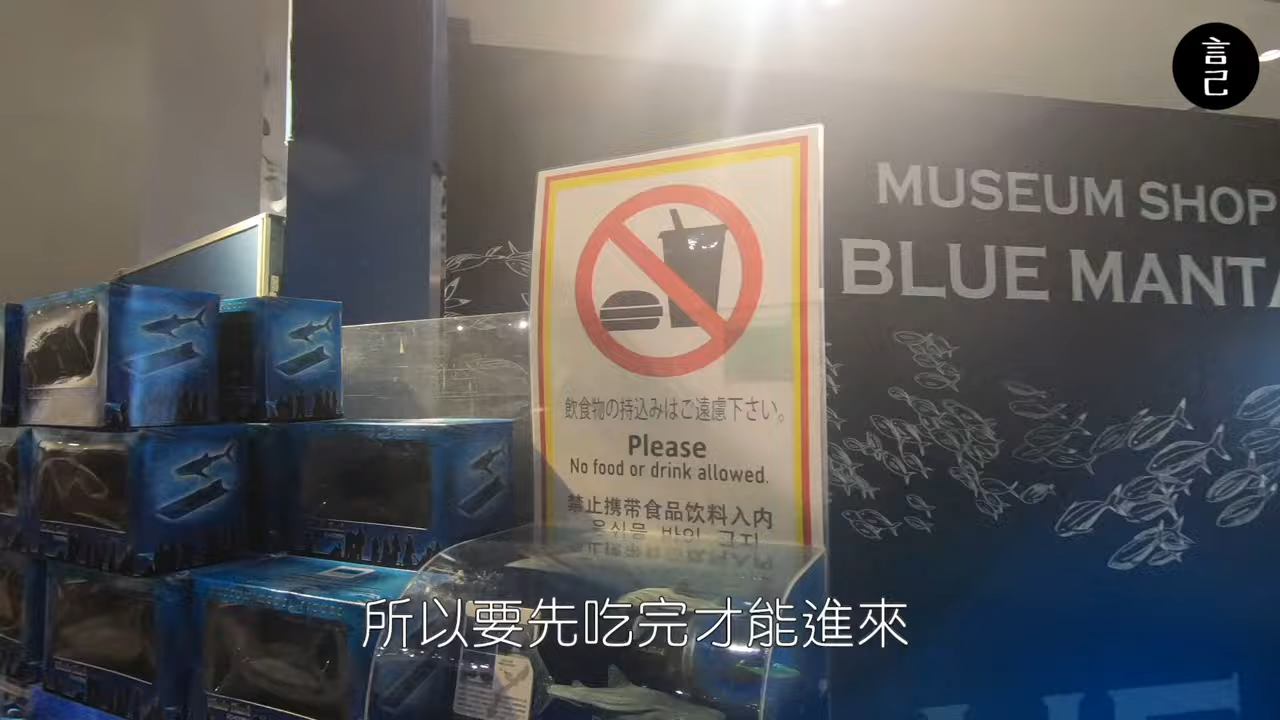 言己
MUSEUM SHOP
BLUE MANTA
飲食物の持込みはご遠慮下さい。
Please
No food or drink allowed.
禁止携带食品饮料入内
所以要先吃完才能進來